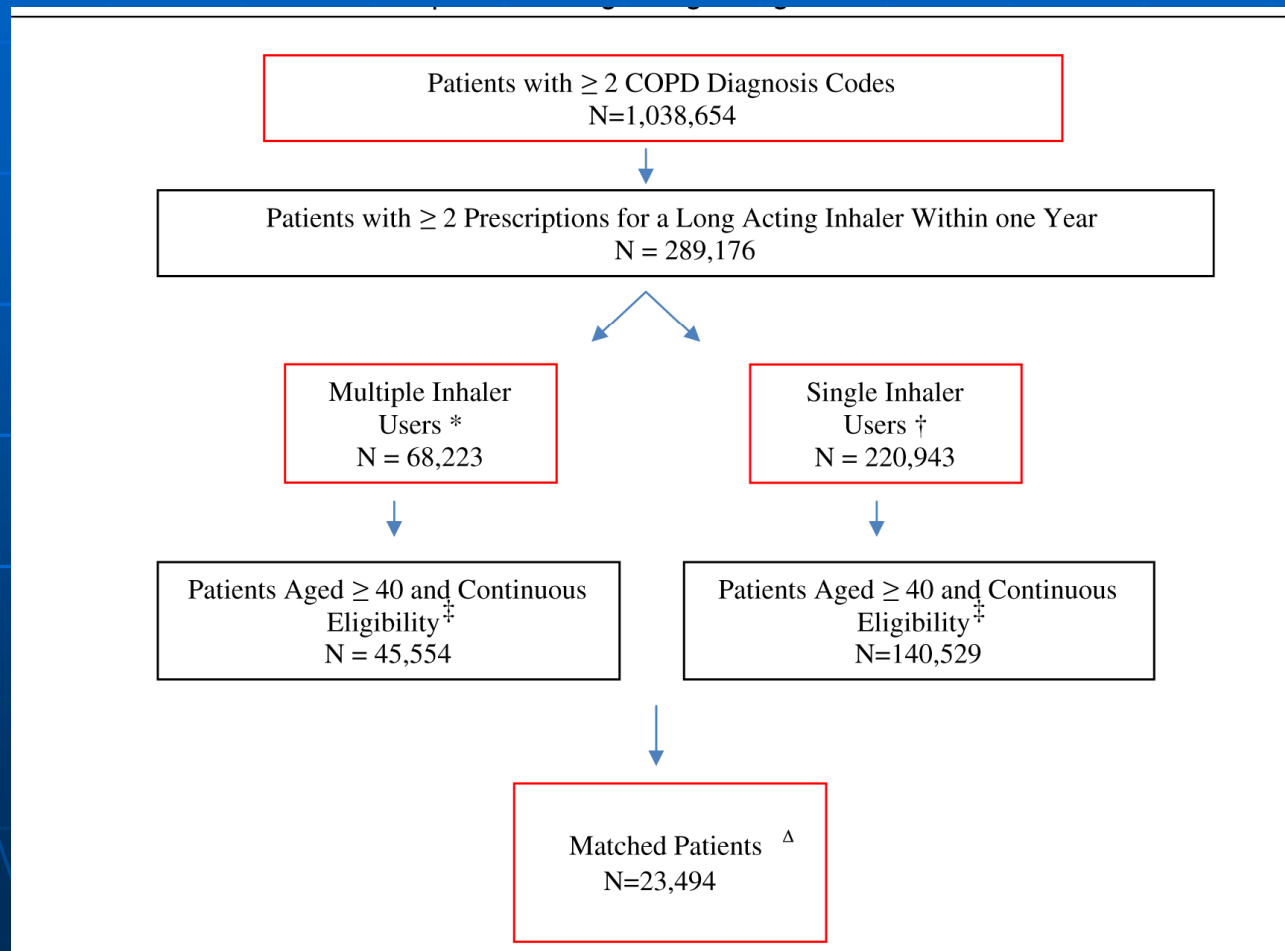 Patients with ≥ 2 COPD Diagnosis Codes
N=1,038,654
Patients with ≥ 2 Prescriptions for a Long Acting Inhaler Within one Year
N = 289,176
Multiple Inhaler
Users *
N = 68,223
Single Inhaler
Users †
N = 220,943
Patients Aged ≥ 40 and Continuous
Eligibility‡
N = 45,554
Patients Aged ≥ 40 and Continuous
Eligibility‡
N=140,529
Matched Patients Δ
N=23,494